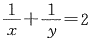 1/x + 1/y = 2